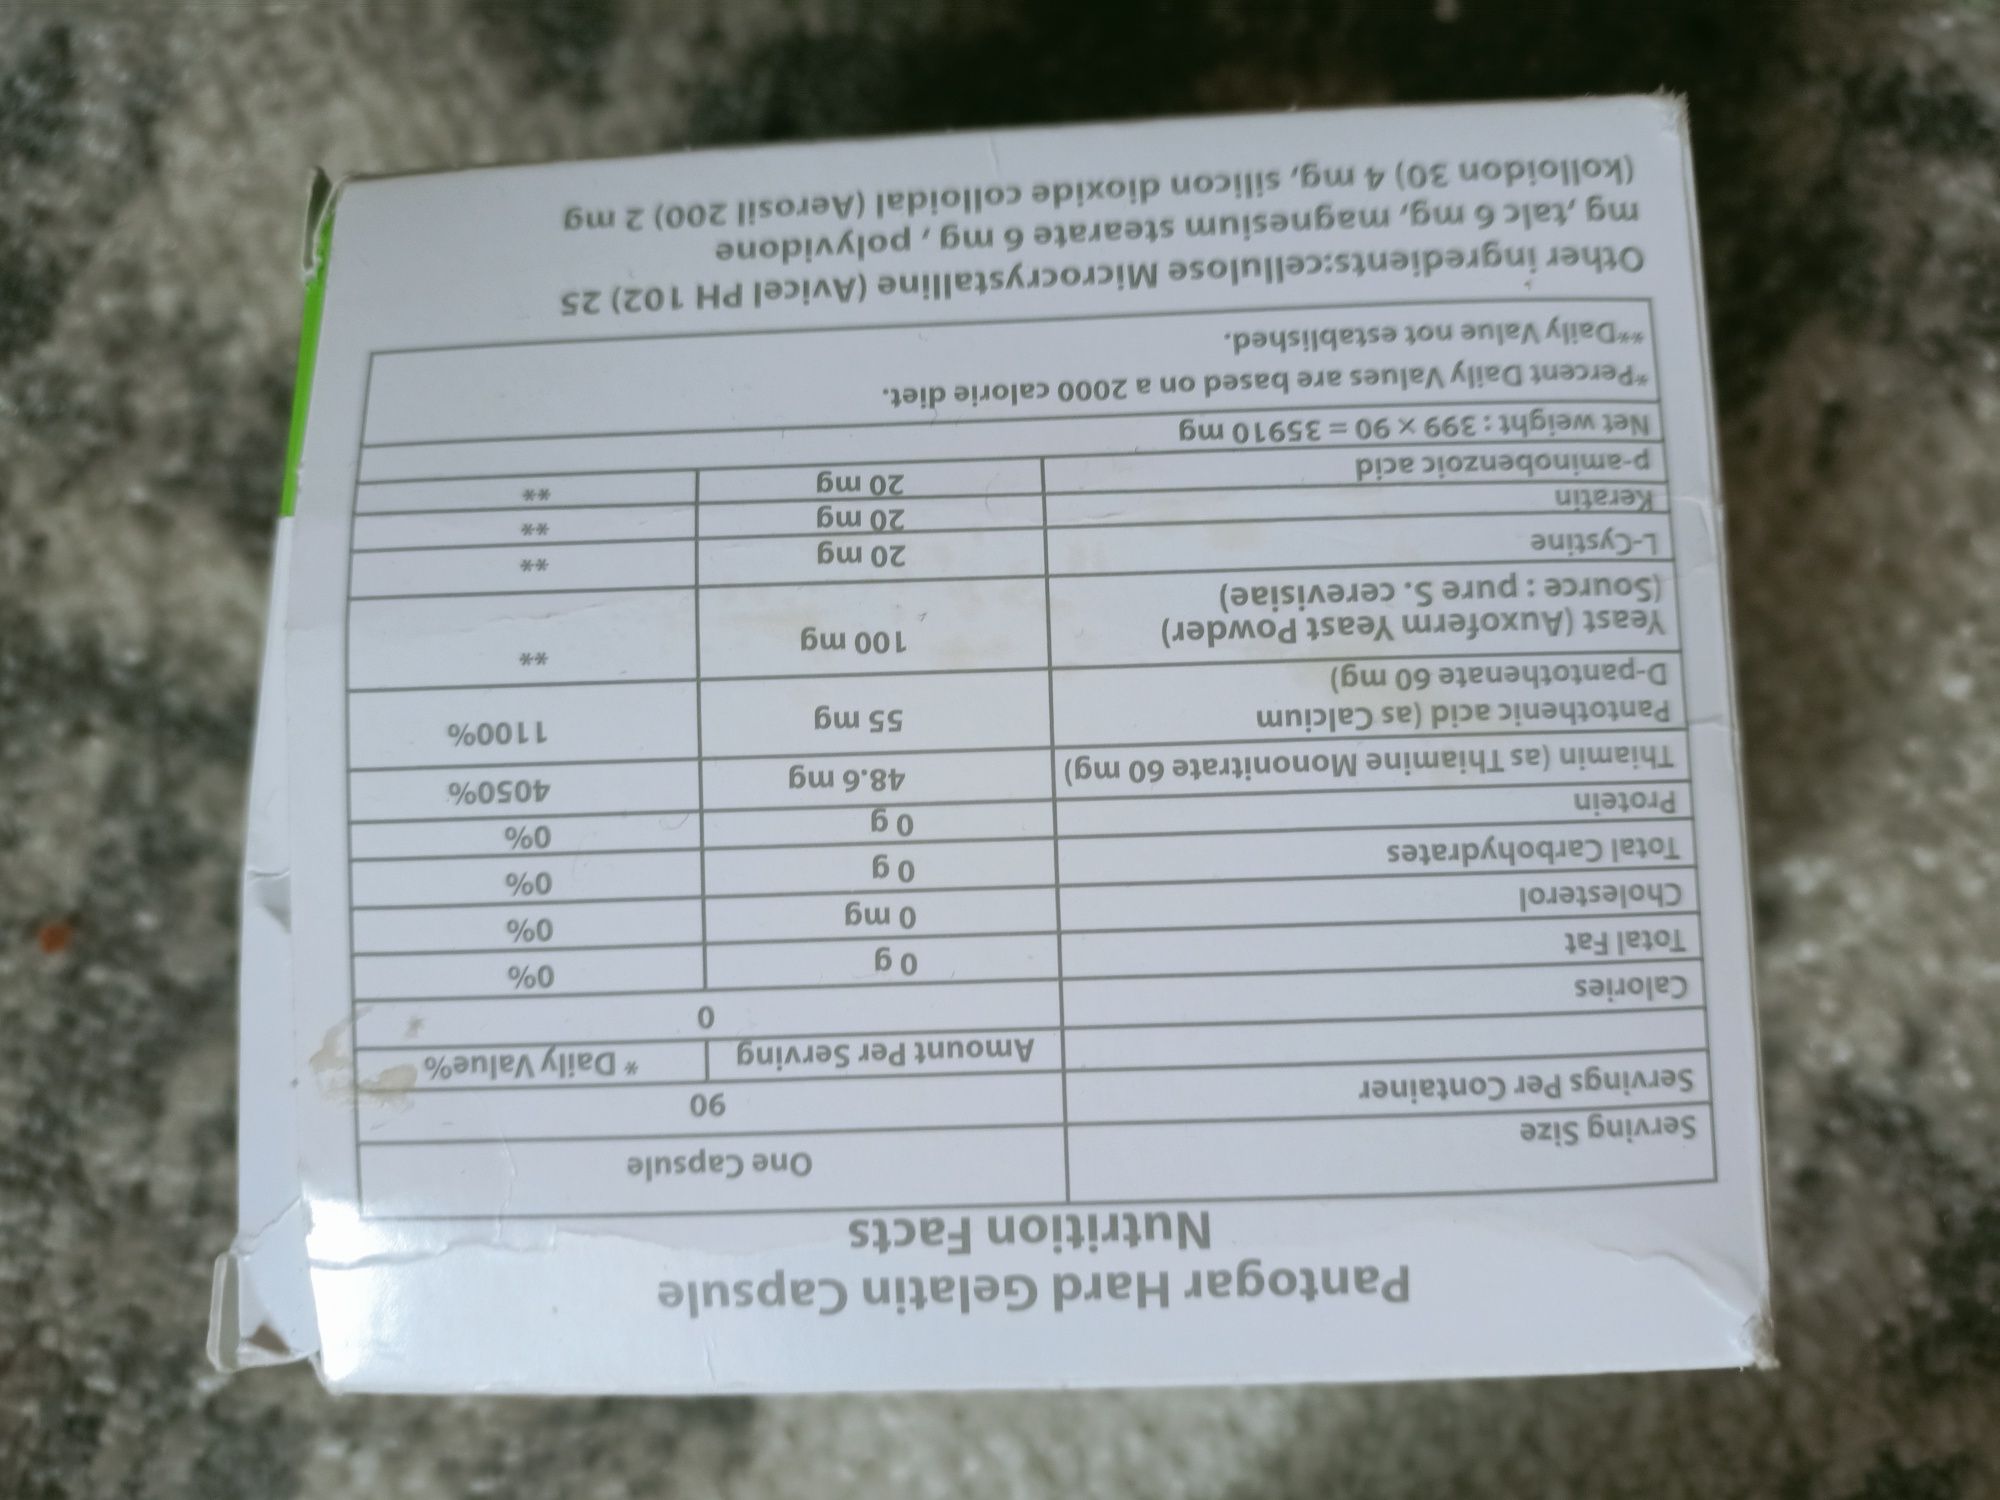 Pantogar Hard Gelatin Capsule
Nutrition Facts
Serving Size One Capsule
Servings Per Container 90
Amount Per Serving * Daily Value%
Calories 0
Total Fat 0 g 0%
Cholesterol 0 mg 0%
Total Carbohydrates 0 g 0%
Protein 0 g 0%
Thiamin (as Thiamine Mononitrate 60 mg) 48.6 mg 4050%
Pantothenic acid (as Calcium
D-pantothenate 60 mg) 55 mg 1100%
Yeast (Auxoferm Yeast Powder)
(Source : pure S. cerevisiae) 100 mg **
L-Cystine 20 mg **
Keratin 20 mg **
p-aminobenzoic acid 20 mg **
Net weight : 399 x 90 = 35910 mg
*Percent Daily Values are based on a 2000 calorie diet.
**Daily Value not established.
Other ingredients:cellulose Microcrystalline (Avicel PH 102) 25
mg ,talc 6 mg, magnesium stearate 6 mg , polyvidone
(kolloidon 30) 4 mg, silicon dioxide colloidal (Aerosil 200) 2 mg